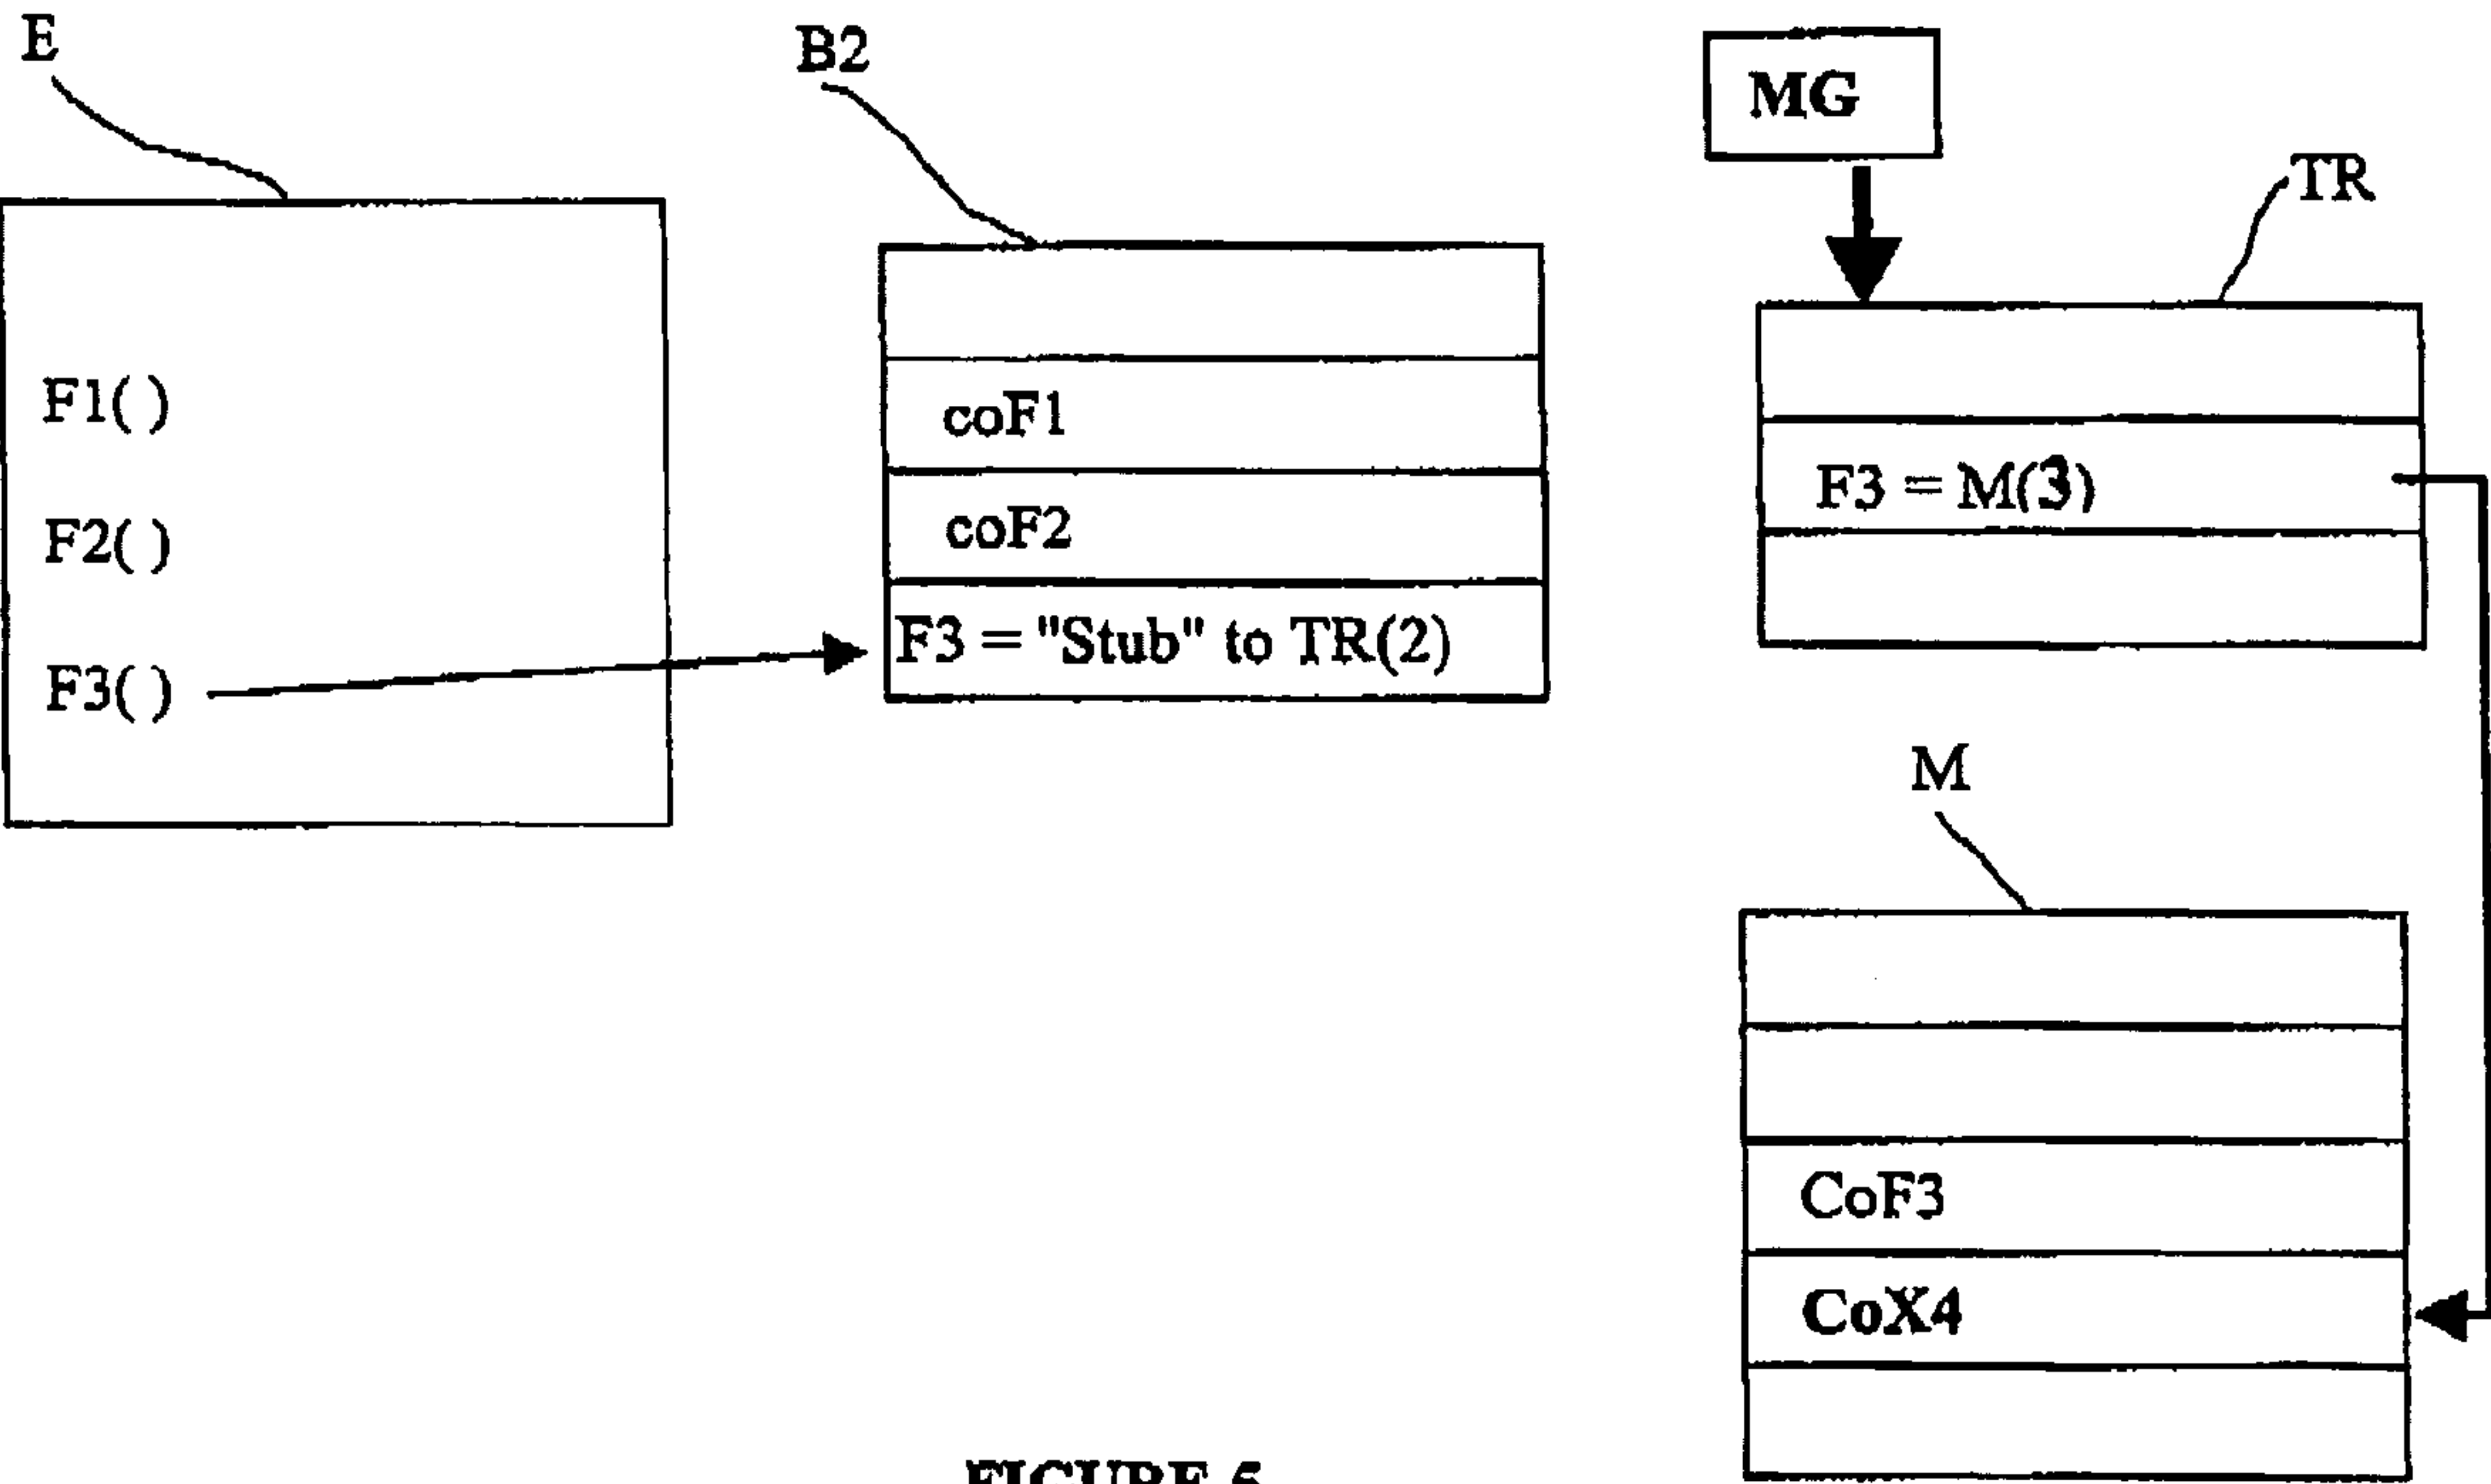 E
B2
MG
TR
F1( )
F2( )
F3( )
coF1
coF2
F3 = "Stub" to TR(2)
F3 = M(3)
M
CoF3
CoX4